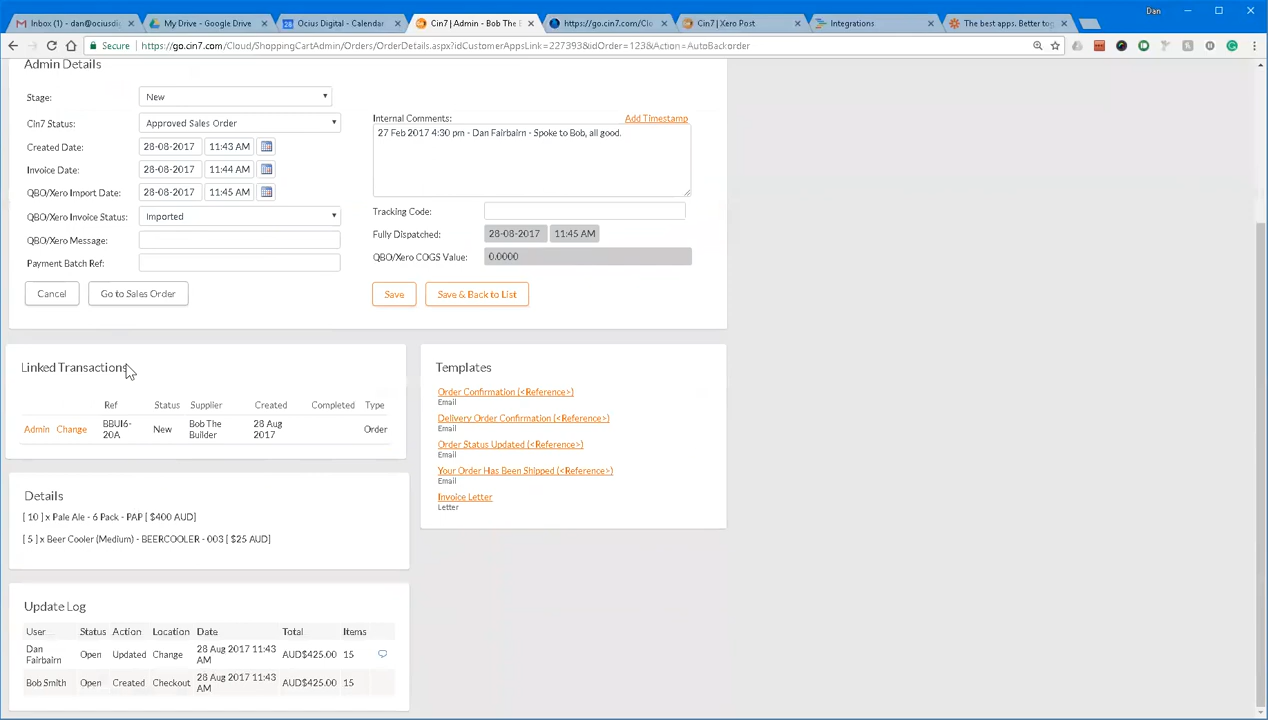 Dan
Inbox (1) - dan@ociusdig
My Drive - Google Drive
Ocius Digital - Calendar
Cin7 | Admin - Bob The B
https://go.cin7.com/Clo
Cin7 | Xero Post
Integrations
The best apps. Better tog
Secure
https://go.cin7.com/Cloud/ShoppingCartAdmin/Orders/OrderDetails.aspx?idCustomerAppsLink=227393&idOrder=123&Action=AutoBackorder
Admin Details
Stage: New
Cin7 Status: Approved Sales Order
Created Date: 28-08-2017 11:43 AM
Invoice Date: 28-08-2017 11:44 AM
QBO/Xero Import Date: 28-08-2017 11:45 AM
QBO/Xero Invoice Status: Imported
QBO/Xero Message:
Payment Batch Ref:
Cancel Go to Sales Order
Internal Comments: Add Timestamp
27 Feb 2017 4:30 pm - Dan Fairbairn - Spoke to Bob, all good.
Tracking Code:
Fully Dispatched: 28-08-2017 11:45 AM
QBO/Xero COGS Value: 0.0000
Save Save & Back to List
Linked Transactions
Ref Status Supplier Created Completed Type
Admin Change BBUI6-20A New Bob The Builder 28 Aug 2017 Order
Templates
Order Confirmation (<Reference>)
Email
Delivery Order Confirmation (<Reference>)
Email
Order Status Updated (<Reference>)
Email
Your Order Has Been Shipped (<Reference>)
Email
Invoice Letter
Letter
Details
[ 10 ] x Pale Ale - 6 Pack - PAP [ $400 AUD]
[ 5 ] x Beer Cooler (Medium) - BEERCOOLER - 003 [ $25 AUD]
Update Log
User Status Action Location Date Total Items
Dan Fairbairn Open Updated Change 28 Aug 2017 11:43 AM AUD$425.00 15
Bob Smith Open Created Checkout 28 Aug 2017 11:43 AM AUD$425.00 15